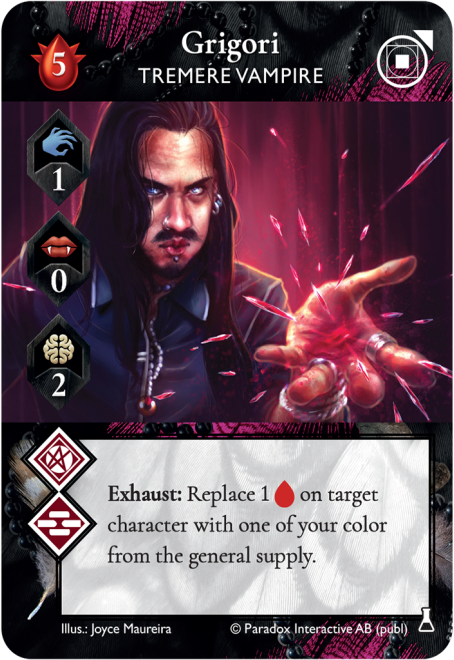 5
Grigori
TREMERE VAMPIRE
1
0
2
Exhaust: Replace 1 on target
character with one of your color
from the general supply.
Illus.: Joyce Maureira
© Paradox Interactive AB (publ)